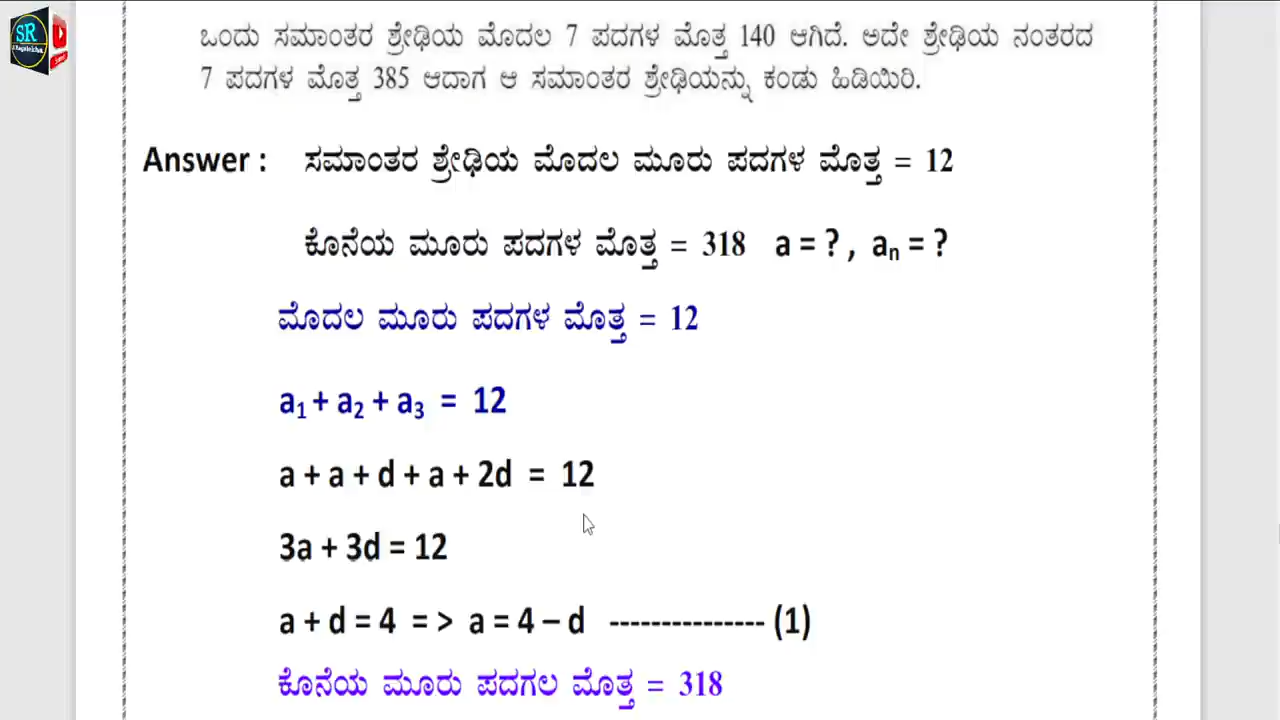 SR
ಒಂದು ಸಮಾಂತರ ಶ್ರೇಢಿಯ ಮೊದಲ 7 ಪದಗಳ ಮೊತ್ತ 140 ಆಗಿದೆ. ಅದೇ ಶ್ರೇಢಿಯ ನಂತರದ
7 ಪದಗಳ ಮೊತ್ತ 385 ಆದಾಗ ಆ ಸಮಾಂತರ ಶ್ರೇಢಿಯನ್ನು ಕಂಡು ಹಿಡಿಯಿರಿ.
Answer : ಸಮಾಂತರ ಶ್ರೇಢಿಯ ಮೊದಲ ಮೂರು ಪದಗಳ ಮೊತ್ತ = 12
ಕೊನೆಯ ಮೂರು ಪದಗಳ ಮೊತ್ತ = 318 a = ? , aₙ = ?
ಮೊದಲ ಮೂರು ಪದಗಳ ಮೊತ್ತ = 12
a₁ + a₂ + a₃ = 12
a + a + d + a + 2d = 12
3a + 3d = 12
a + d = 4 = > a = 4 – d --------------- (1)
ಕೊನೆಯ ಮೂರು ಪದಗಲ ಮೊತ್ತ = 318